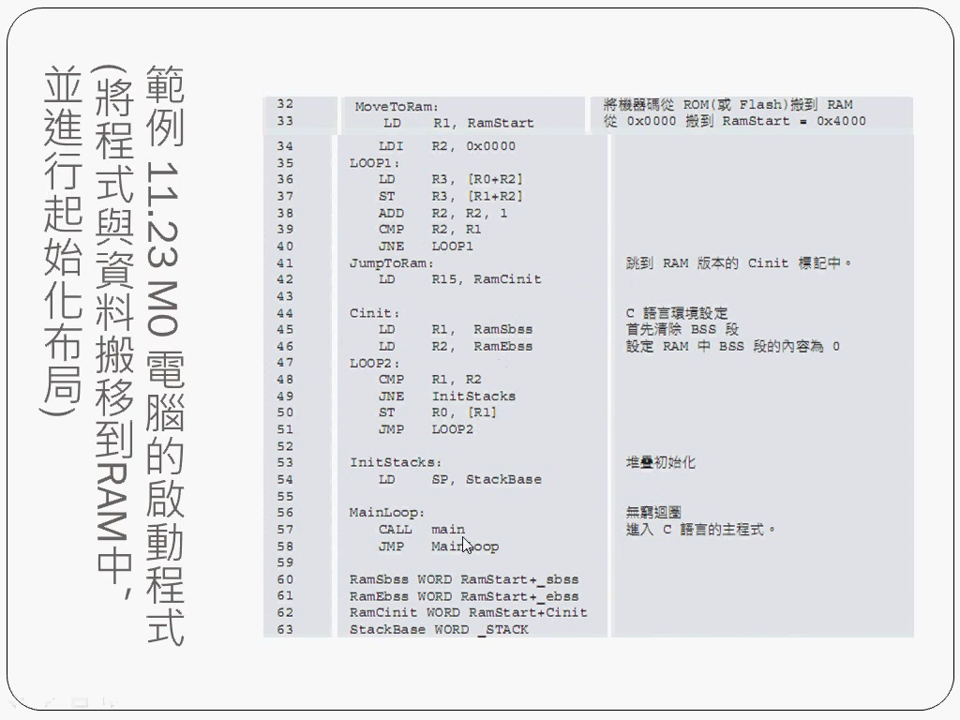 範例 11.23 M0 電腦的啟動程式
(將程式與資料搬移到RAM中，
並進行起始化布局)
32 MoveToRam: 將機器碼從 ROM(或 Flash)搬到 RAM
33 LD R1, RamStart 從 0x0000 搬到 RamStart = 0x4000
34 LDI R2, 0x0000
35 LOOP1:
36 LD R3, [R0+R2]
37 ST R3, [R1+R2]
38 ADD R2, R2, 1
39 CMP R2, R1
40 JNE LOOP1
41 JumpToRam: 跳到 RAM 版本的 Cinit 標記中。
42 LD R15, RamCinit
43
44 Cinit: C 語言環境設定
45 LD R1, RamSbss 首先清除 BSS 段
46 LD R2, RamEbss 設定 RAM 中 BSS 段的內容為 0
47 LOOP2:
48 CMP R1, R2
49 JNE InitStacks
50 ST R0, [R1]
51 JMP LOOP2
52
53 InitStacks: 堆疊初始化
54 LD SP, StackBase
55
56 MainLoop: 無窮迴圈
57 CALL main 進入 C 語言的主程式。
58 JMP MainLoop
59
60 RamSbss WORD RamStart+_sbss
61 RamEbss WORD RamStart+_ebss
62 RamCinit WORD RamStart+Cinit
63 StackBase WORD _STACK